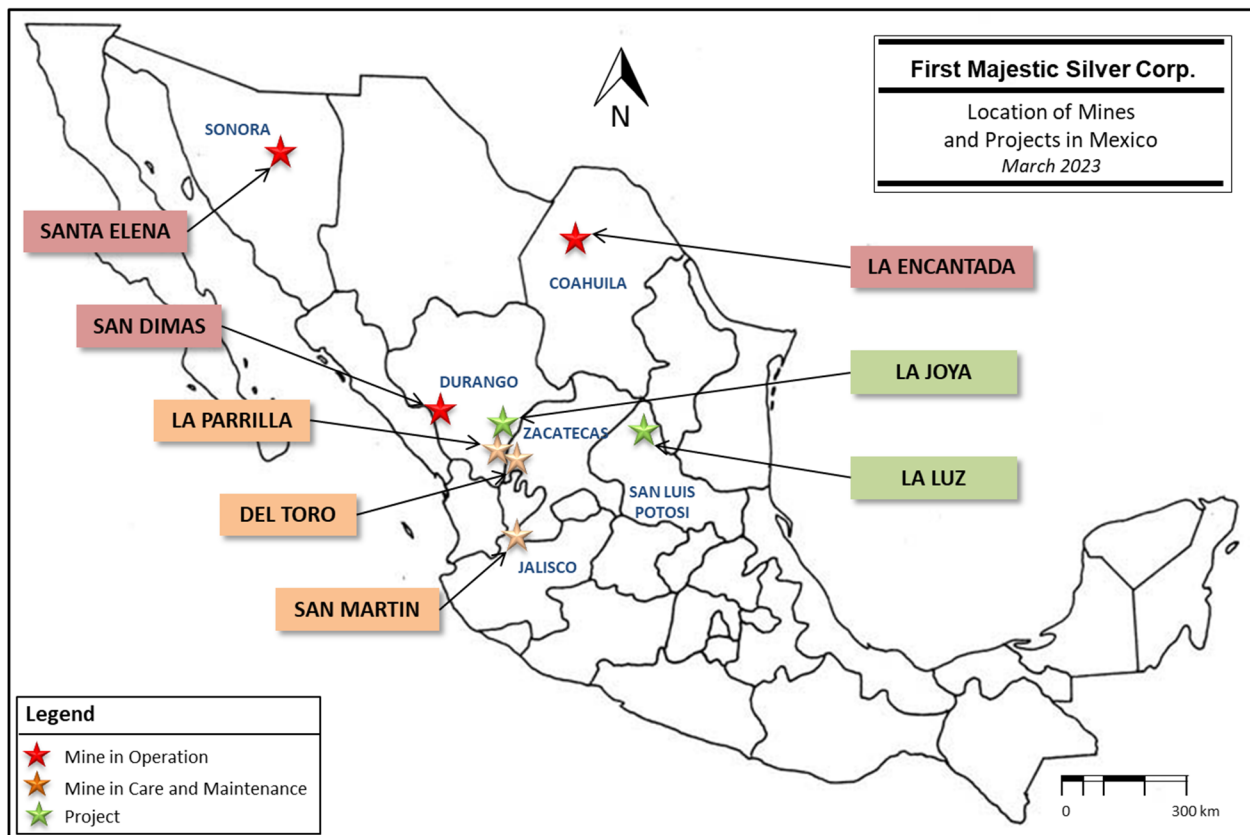 First Majestic Silver Corp.
Location of Mines
and Projects in Mexico
March 2023
N
SONORA
SANTA ELENA
LA ENCANTADA
COAHUILA
SAN DIMAS
DURANGO
LA JOYA
LA PARRILLA
ZACATECAS
LA LUZ
DEL TORO
SAN LUIS
POTOSI
JALISCO
SAN MARTIN
Legend
Mine in Operation
Mine in Care and Maintenance
Project
0
300 km